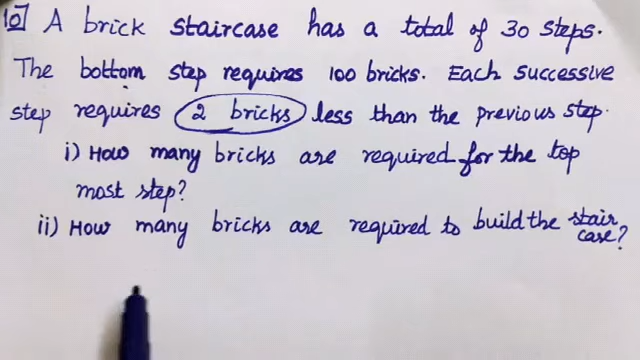 10] A brick staircase has a total of 30 steps.
The bottom step requires 100 bricks. Each successive
step requires 2 bricks less than the previous step.
i) How many bricks are required for the top
most step?
ii) How many bricks are required to build the stair
case?